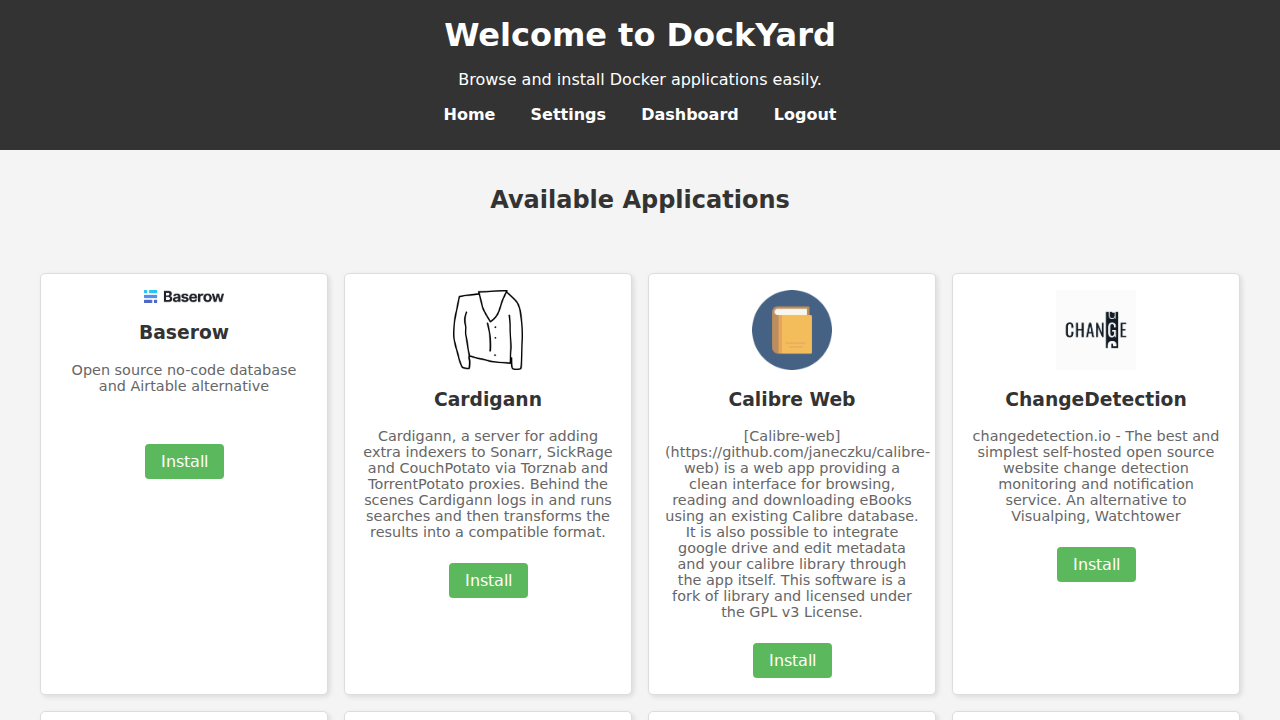 Welcome to DockYard
Browse and install Docker applications easily.
Home Settings Dashboard Logout
Available Applications
Baserow
Baserow
Open source no-code database
and Airtable alternative
Install
Cardigann
Cardigann, a server for adding
extra indexers to Sonarr, SickRage
and CouchPotato via Torznab and
TorrentPotato proxies. Behind the
scenes Cardigann logs in and runs
searches and then transforms the
results into a compatible format.
Install
Calibre Web
[Calibre-web]
(https://github.com/janeczku/calibre-
web) is a web app providing a
clean interface for browsing,
reading and downloading eBooks
using an existing Calibre database.
It is also possible to integrate
google drive and edit metadata
and your calibre library through
the app itself. This software is a
fork of library and licensed under
the GPL v3 License.
Install
CHANGE
ChangeDetection
changedetection.io - The best and
simplest self-hosted open source
website change detection
monitoring and notification
service. An alternative to
Visualping, Watchtower
Install